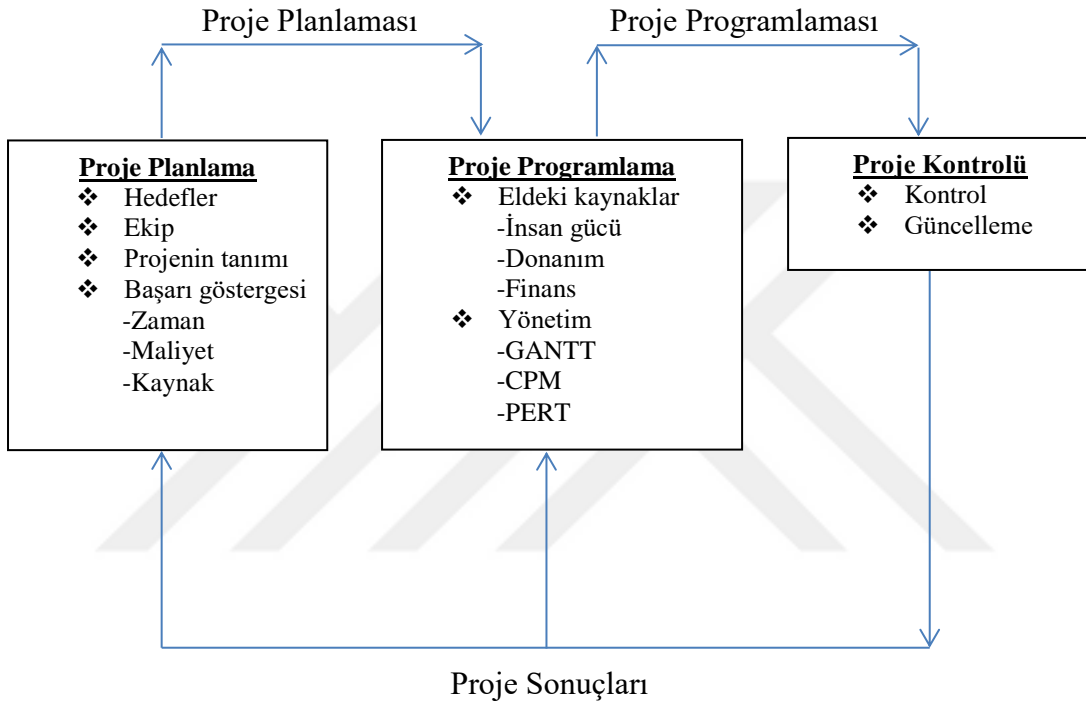 Proje Planlaması
Proje Programlaması
Proje Planlama
❖ Hedefler
❖ Ekip
❖ Projenin tanımı
❖ Başarı göstergesi
-Zaman
-Maliyet
-Kaynak
Proje Programlama
❖ Eldeki kaynaklar
-İnsan gücü
-Donanım
-Finans
❖ Yönetim
-GANTT
-CPM
-PERT
Proje Kontrolü
❖ Kontrol
❖ Güncelleme
Proje Sonuçları